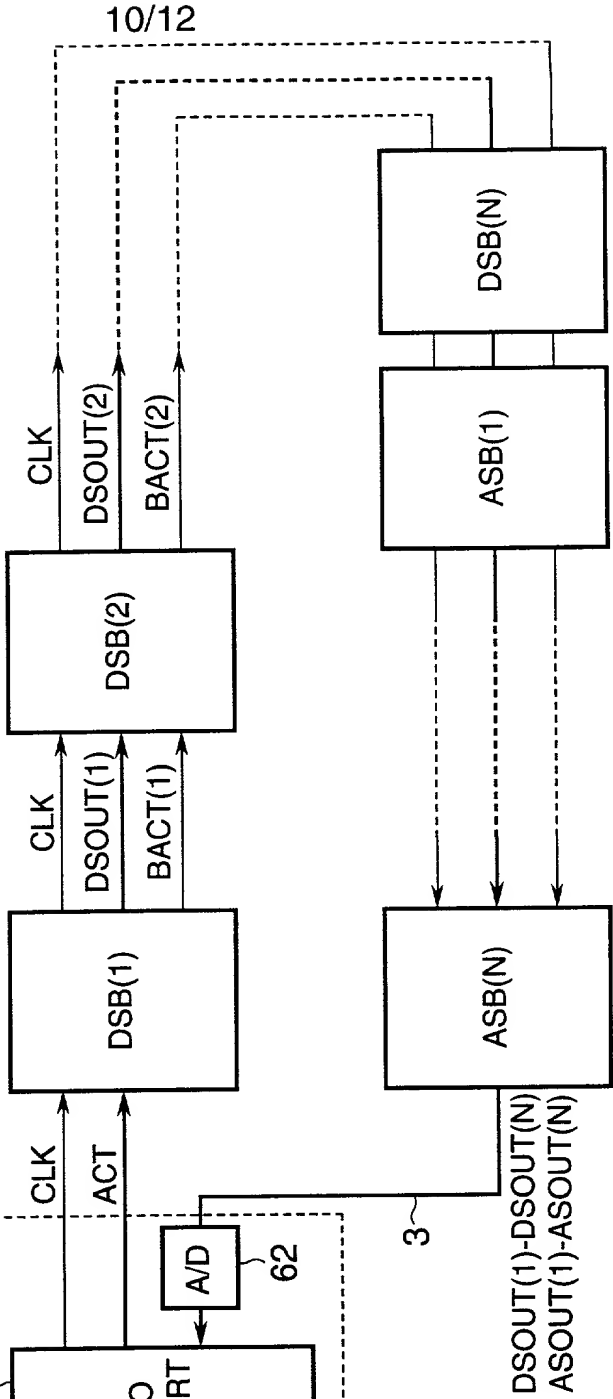 10/12
CLK
DSOUT(2)
BACT(2)
DSB(N)
ASB(1)
DSB(2)
CLK
DSOUT(1)
BACT(1)
DSB(1)
ASB(N)
CLK
ACT
A/D
62
3
DSOUT(1)-DSOUT(N)
ASOUT(1)-ASOUT(N)
O
RT